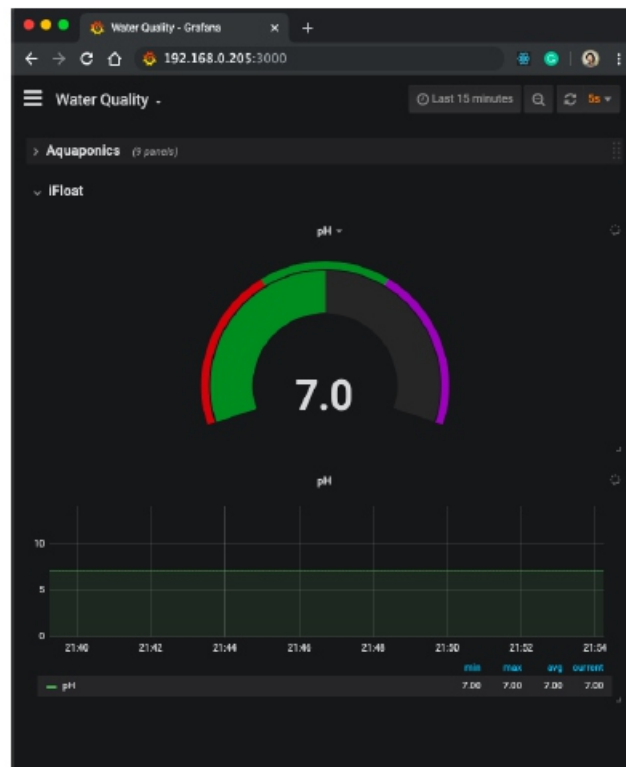 Water Quality - Grafana
192.168.0.205:3000
Water Quality
Last 15 minutes
5s
Aquaponics (9 panels)
iFloat
pH
7.0
pH
10
5
0
21:40 21:42 21:44 21:46 21:48 21:50 21:52 21:54
min max avg current
pH 7.00 7.00 7.00 7.00